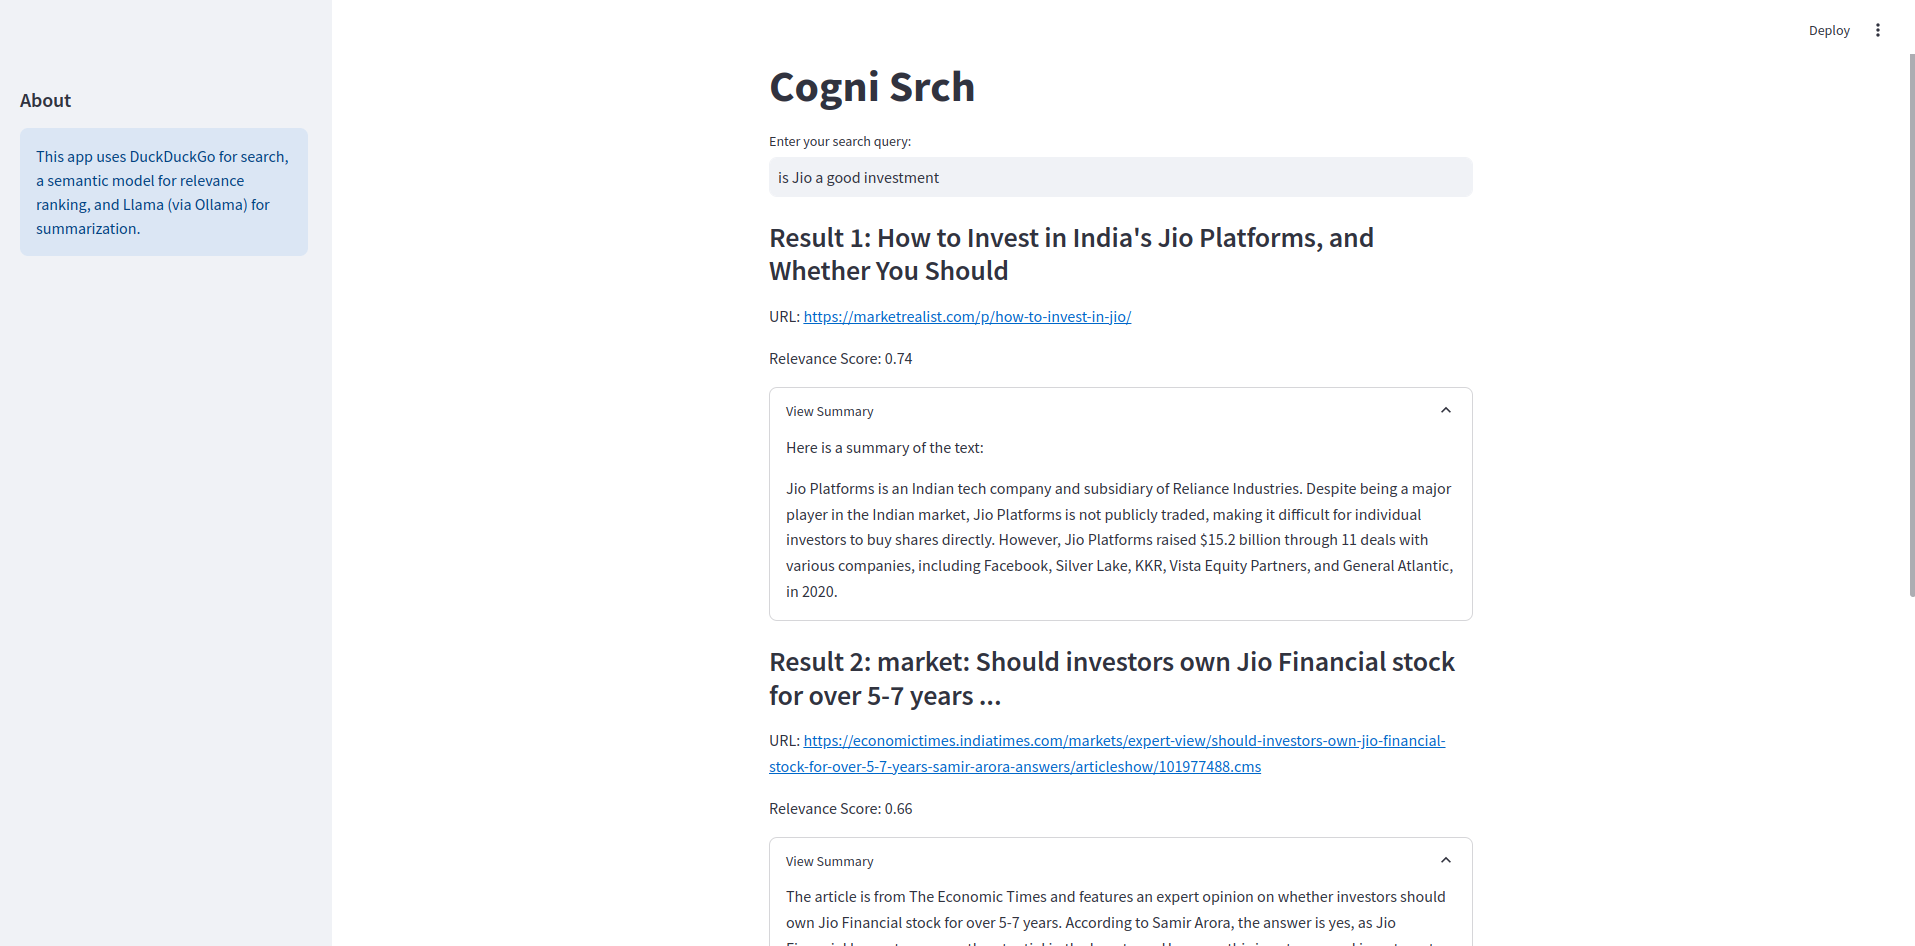 Deploy
About
This app uses DuckDuckGo for search,
a semantic model for relevance
ranking, and Llama (via Ollama) for
summarization.
Cogni Srch
Enter your search query:
is Jio a good investment
Result 1: How to Invest in India's Jio Platforms, and
Whether You Should
URL: https://marketrealist.com/p/how-to-invest-in-jio/
Relevance Score: 0.74
View Summary
Here is a summary of the text:
Jio Platforms is an Indian tech company and subsidiary of Reliance Industries. Despite being a major
player in the Indian market, Jio Platforms is not publicly traded, making it difficult for individual
investors to buy shares directly. However, Jio Platforms raised $15.2 billion through 11 deals with
various companies, including Facebook, Silver Lake, KKR, Vista Equity Partners, and General Atlantic,
in 2020.
Result 2: market: Should investors own Jio Financial stock
for over 5-7 years ...
URL: https://economictimes.indiatimes.com/markets/expert-view/should-investors-own-jio-financial-
stock-for-over-5-7-years-samir-arora-answers/articleshow/101977488.cms
Relevance Score: 0.66
View Summary
The article is from The Economic Times and features an expert opinion on whether investors should
own Jio Financial stock for over 5-7 years. According to Samir Arora, the answer is yes, as Jio